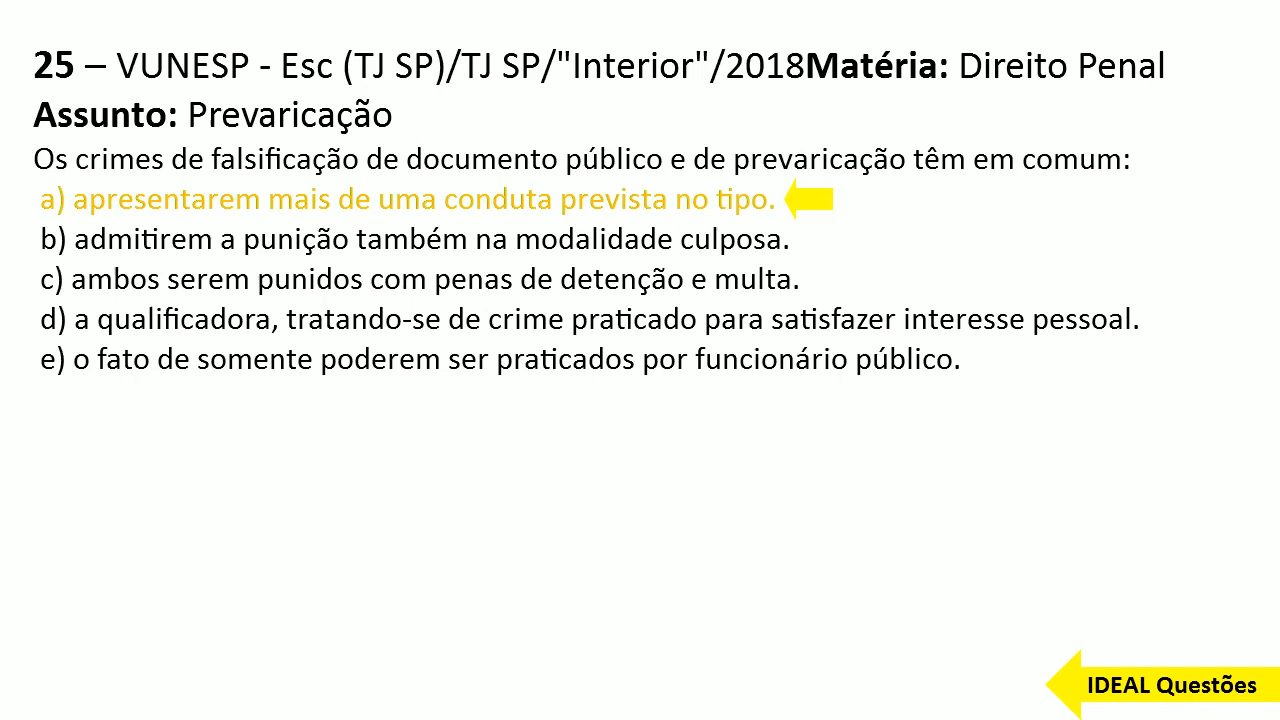 25 – VUNESP - Esc (TJ SP)/TJ SP/"Interior"/2018Matéria: Direito Penal
Assunto: Prevaricação
Os crimes de falsificação de documento público e de prevaricação têm em comum:
a) apresentarem mais de uma conduta prevista no tipo.
b) admitirem a punição também na modalidade culposa.
c) ambos serem punidos com penas de detenção e multa.
d) a qualificadora, tratando-se de crime praticado para satisfazer interesse pessoal.
e) o fato de somente poderem ser praticados por funcionário público.
IDEAL Questões